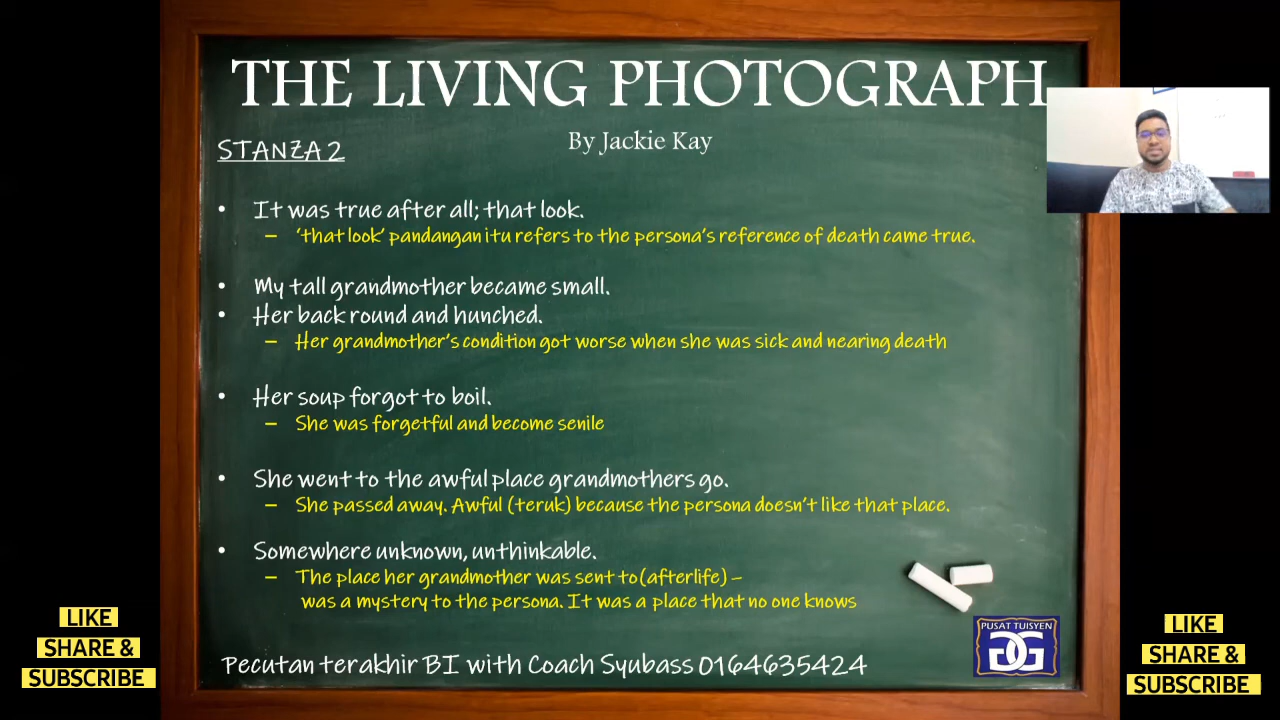 THE LIVING PHOTOGRAPH
By Jackie Kay
STANZA 2
• It was true after all; that look.
– 'that look' pandangan itu refers to the persona's reference of death came true.
• My tall grandmother became small.
• Her back round and hunched.
– Her grandmother's condition got worse when she was sick and nearing death
• Her soup forgot to boil.
– She was forgetful and become senile
• She went to the awful place grandmothers go.
– She passed away. Awful (teruk) because the persona doesn't like that place.
• Somewhere unknown, unthinkable.
– The place her grandmother was sent to (afterlife) –
was a mystery to the persona. It was a place that no one knows
Pecutan terakhir BI with Coach Syubass 0164635424
PUSAT TUISYEN
GG
LIKE
SHARE &
SUBSCRIBE
LIKE
SHARE &
SUBSCRIBE